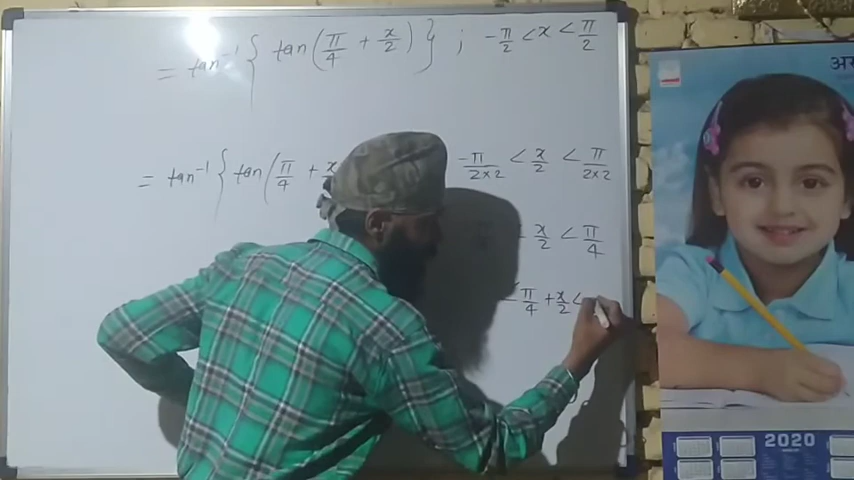 = tan⁻¹{ tan(π/4 + x/2) } ; -π/2 < x < π/2
= tan⁻¹{ tan(π/4 + x -π/2×2 < x/2 < π/2×2
x/2 < π/4
π/4 + x/2 <
2020